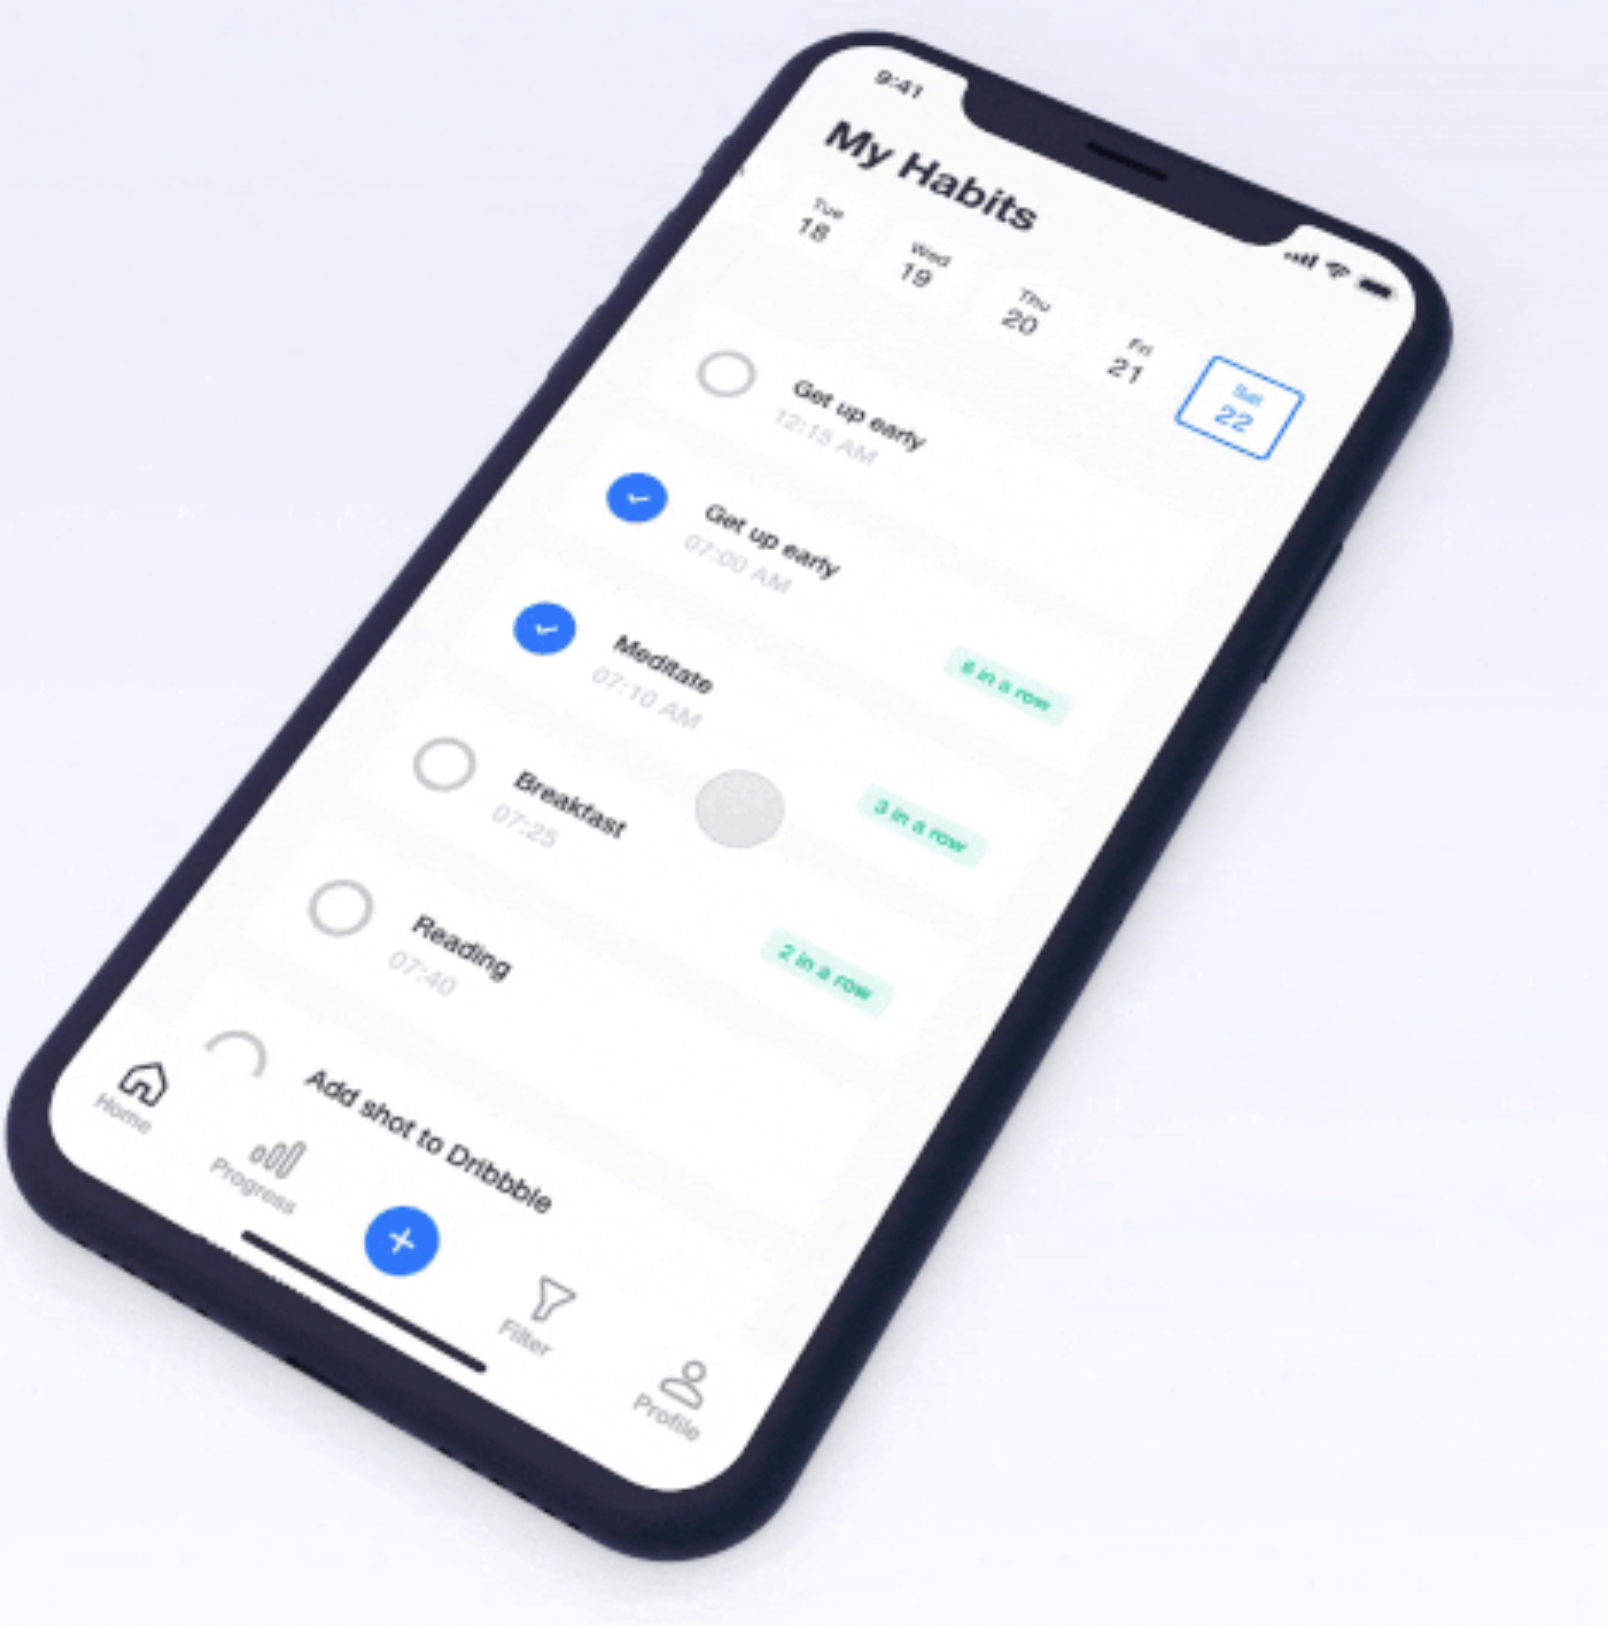 9:41
My Habits
Tue
18
Wed
19
Thu
20
Fri
21
Sat
22
Get up early
12:15 AM
Get up early
07:00 AM
6 in a row
Meditate
07:10 AM
3 in a row
Breakfast
07:25
2 in a row
Reading
07:40
Add shot to Dribbble
Home
Progress
Filter
Profile